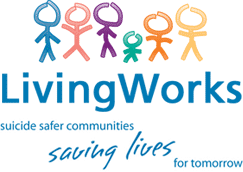 LivingWorks
suicide safer communities
saving lives
for tomorrow